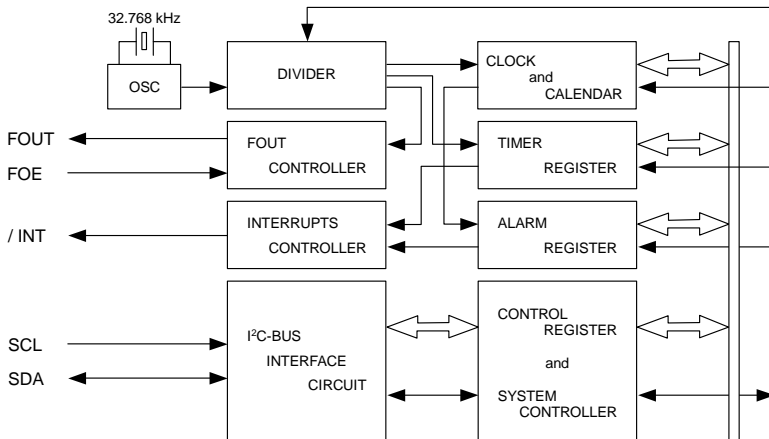 32.768 kHz
OSC
DIVIDER
CLOCK
and
CALENDAR
FOUT
FOE
FOUT
CONTROLLER
TIMER
REGISTER
/ INT
INTERRUPTS
CONTROLLER
ALARM
REGISTER
SCL
SDA
I²C-BUS
INTERFACE
CIRCUIT
CONTROL
REGISTER
and
SYSTEM
CONTROLLER